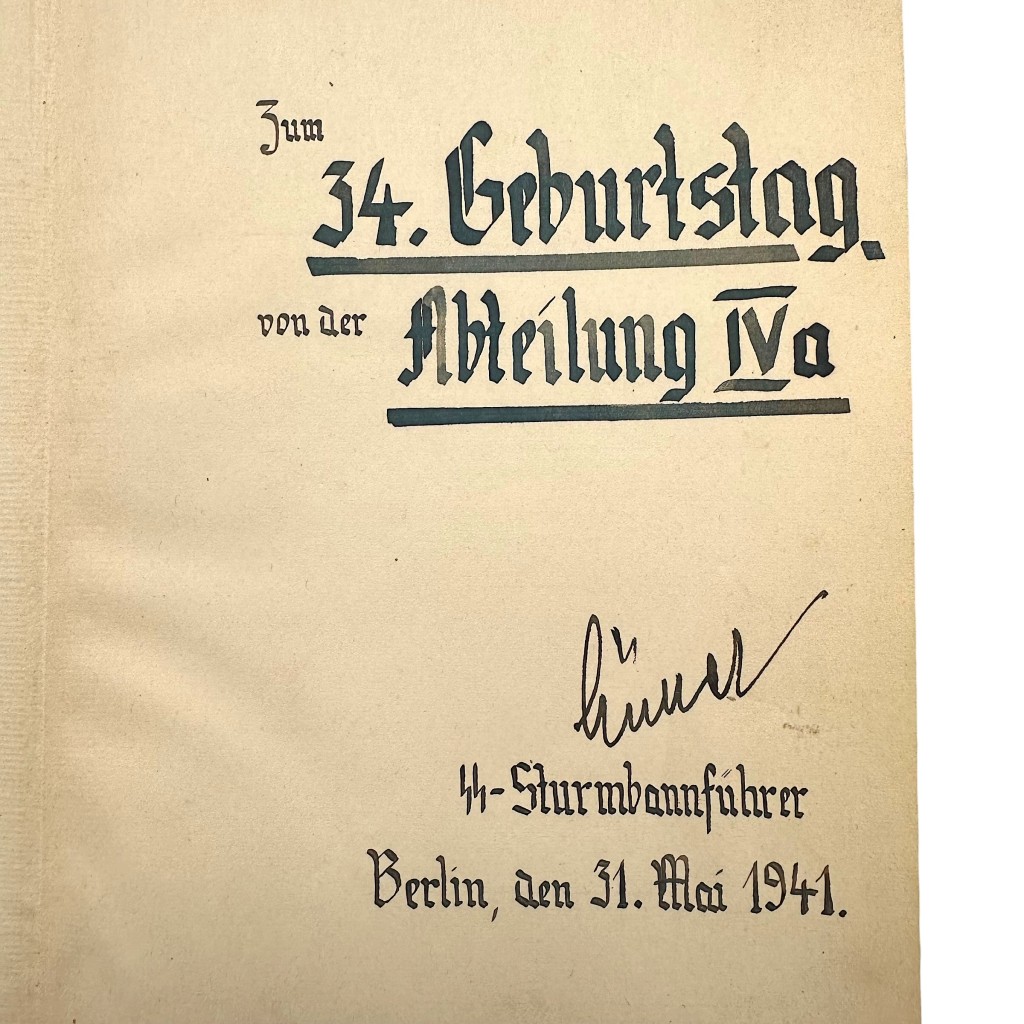 Zum
34. Geburtstag.
von der Abteilung IVa
SS-Sturmbannführer
Berlin, den 31. Mai 1941.